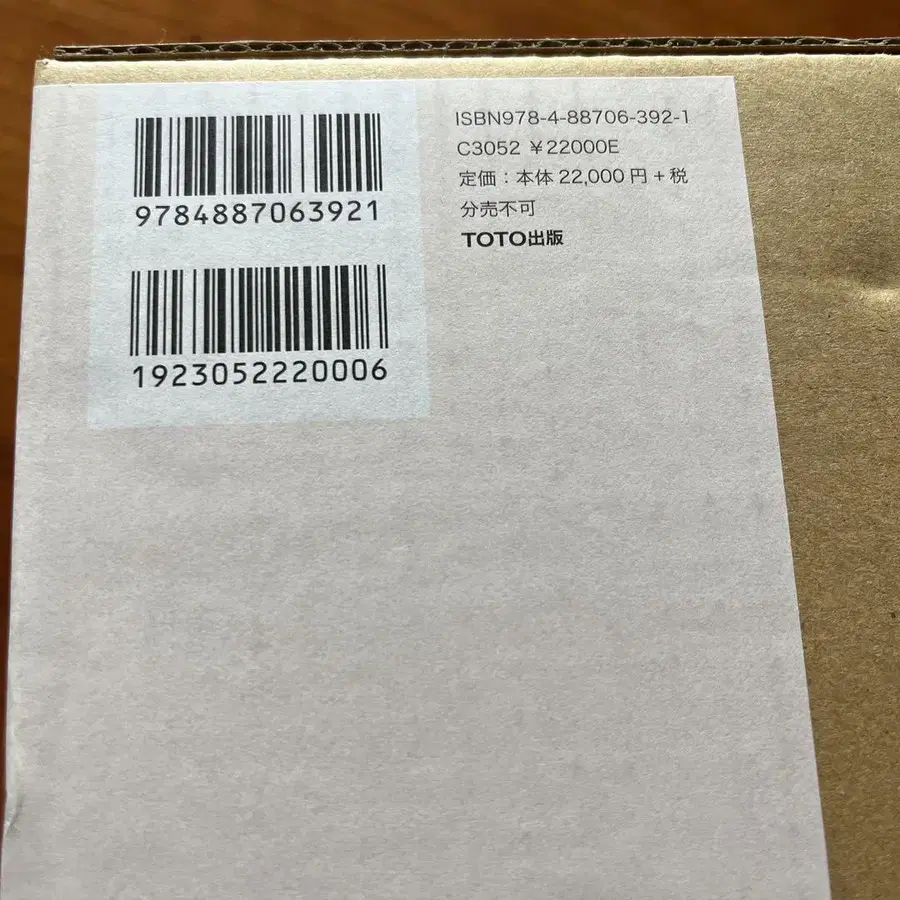 9784887063921
1923052220006
ISBN978-4-88706-392-1
C3052 ¥22000E
定価：本体 22,000 円 + 税
分売不可
TOTO出版